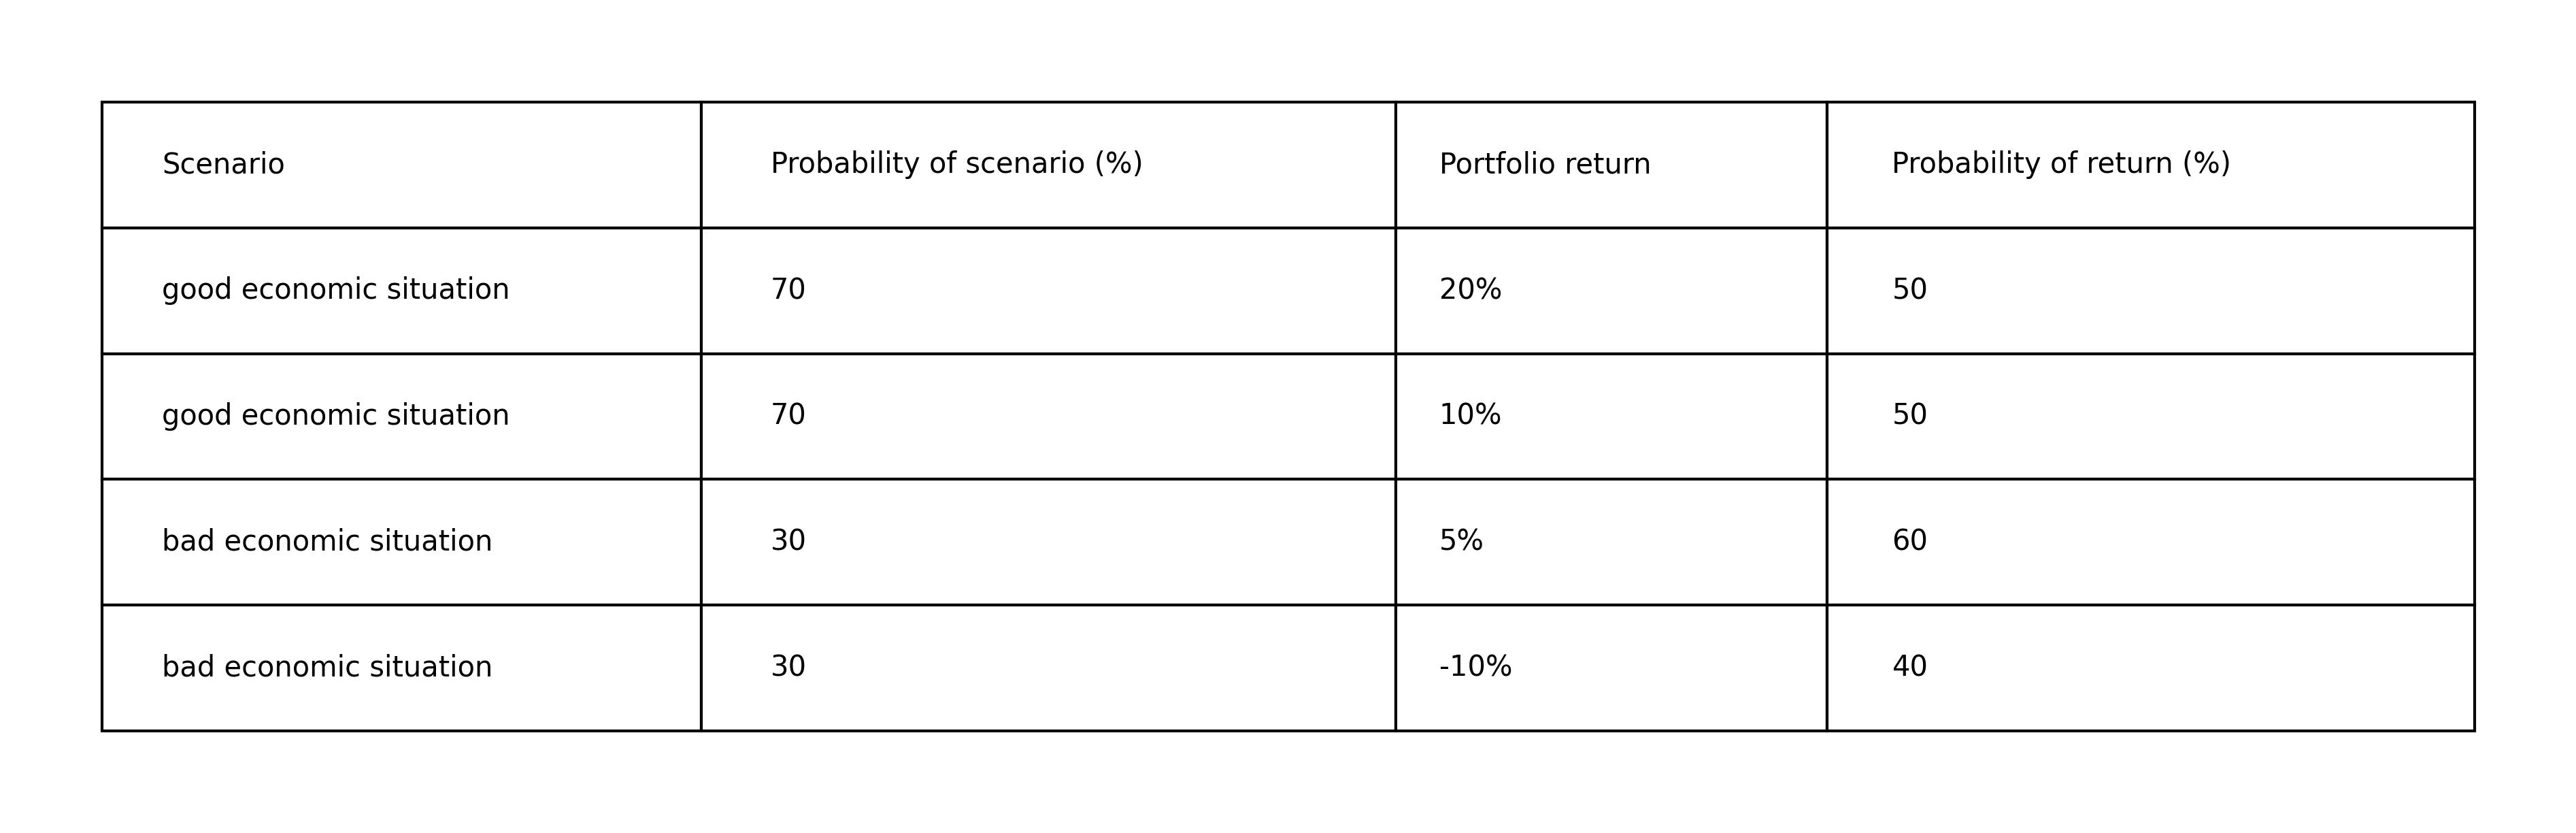 Scenario Probability of scenario (%) Portfolio return Probability of return (%)
good economic situation 70 20% 50
good economic situation 70 10% 50
bad economic situation 30 5% 60
bad economic situation 30 -10% 40